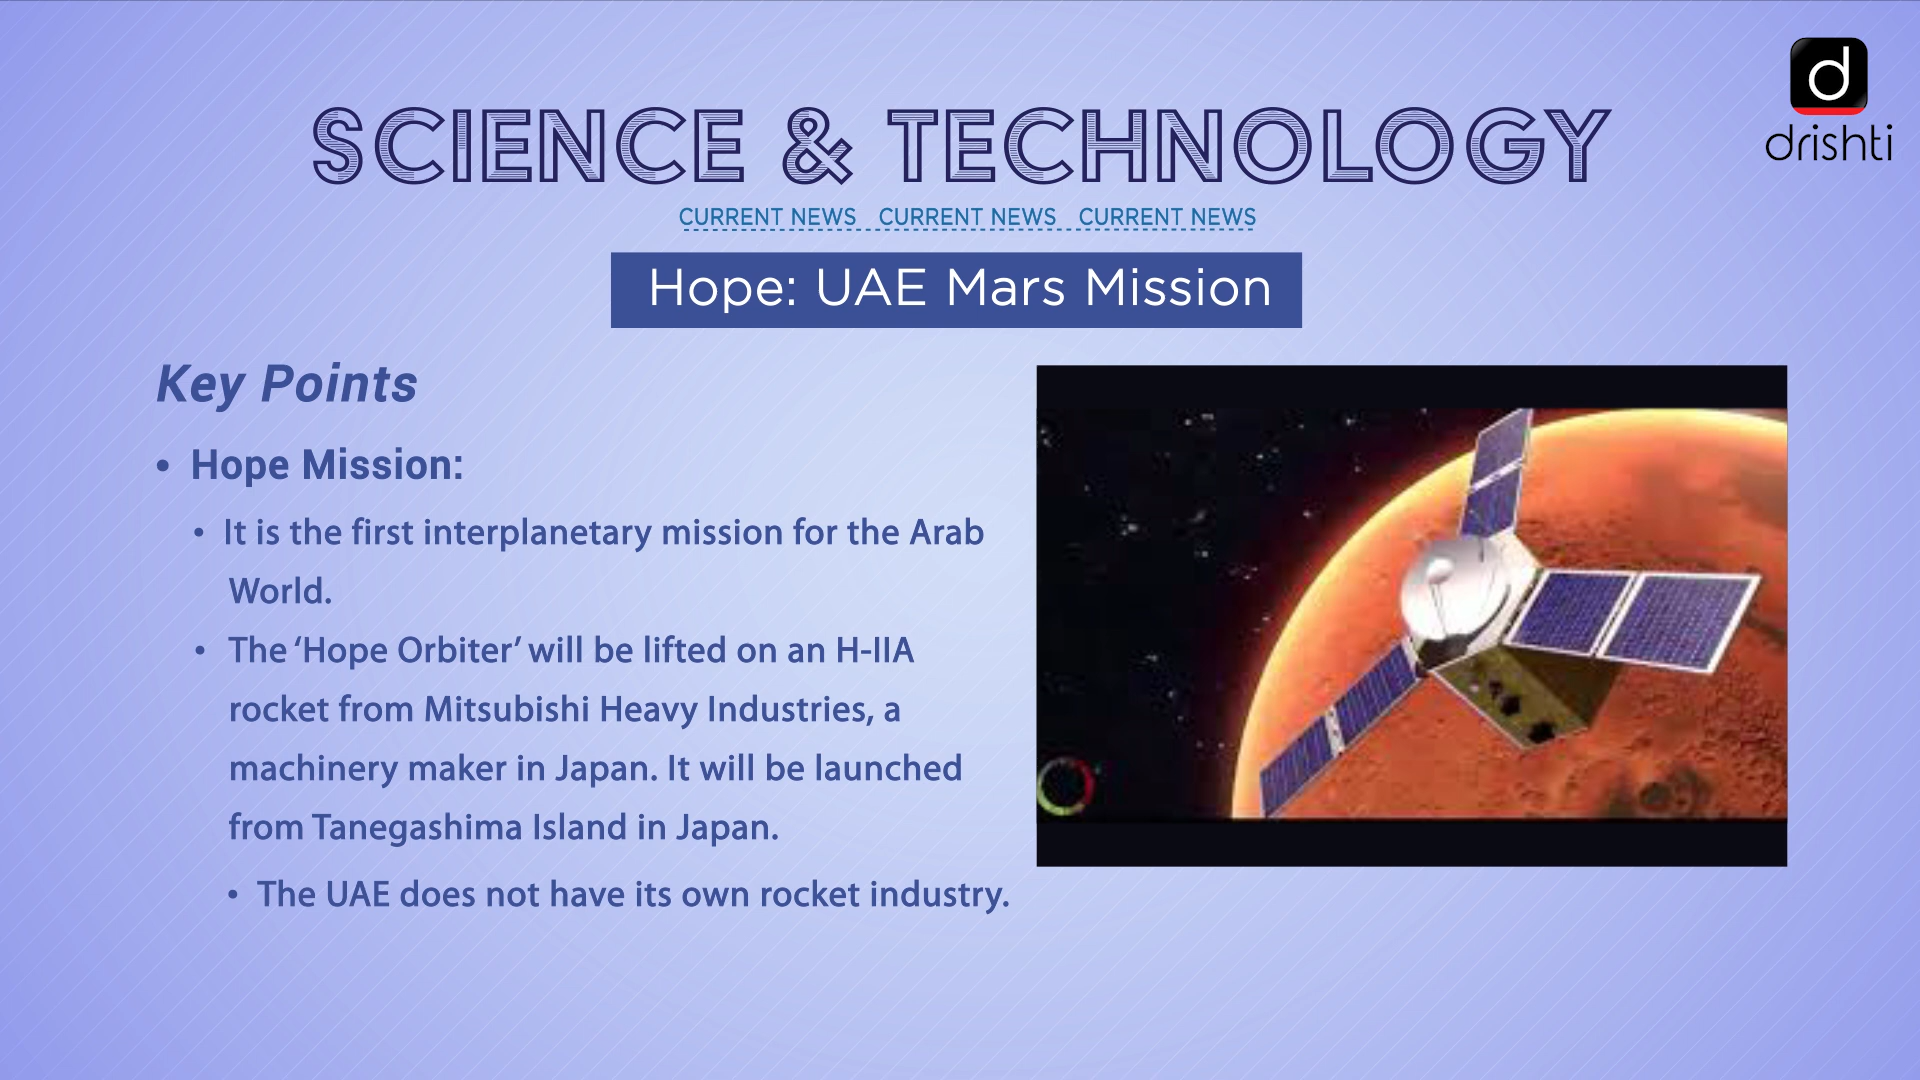 d
drishti
SCIENCE & TECHNOLOGY
CURRENT NEWS CURRENT NEWS CURRENT NEWS
Hope: UAE Mars Mission
Key Points
• Hope Mission:
• It is the first interplanetary mission for the Arab
World.
• The ‘Hope Orbiter’ will be lifted on an H-IIA
rocket from Mitsubishi Heavy Industries, a
machinery maker in Japan. It will be launched
from Tanegashima Island in Japan.
• The UAE does not have its own rocket industry.